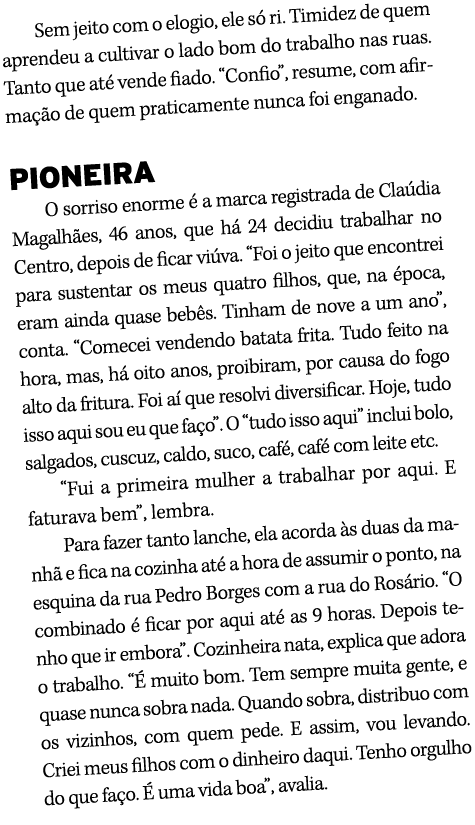 Sem jeito com o elogio, ele só ri. Timidez de quem
aprendeu a cultivar o lado bom do trabalho nas ruas.
Tanto que até vende fiado. “Confio”, resume, com afir-
mação de quem praticamente nunca foi enganado.
PIONEIRA
O sorriso enorme é a marca registrada de Claúdia
Magalhães, 46 anos, que há 24 decidiu trabalhar no
Centro, depois de ficar viúva. “Foi o jeito que encontrei
para sustentar os meus quatro filhos, que, na época,
eram ainda quase bebês. Tinham de nove a um ano”,
conta. “Comecei vendendo batata frita. Tudo feito na
hora, mas, há oito anos, proibiram, por causa do fogo
alto da fritura. Foi aí que resolvi diversificar. Hoje, tudo
isso aqui sou eu que faço”. O “tudo isso aqui” inclui bolo,
salgados, cuscuz, caldo, suco, café, café com leite etc.
“Fui a primeira mulher a trabalhar por aqui. E
faturava bem”, lembra.
Para fazer tanto lanche, ela acorda às duas da ma-
nhã e fica na cozinha até a hora de assumir o ponto, na
esquina da rua Pedro Borges com a rua do Rosário. “O
combinado é ficar por aqui até as 9 horas. Depois te-
nho que ir embora”. Cozinheira nata, explica que adora
o trabalho. “É muito bom. Tem sempre muita gente, e
quase nunca sobra nada. Quando sobra, distribuo com
os vizinhos, com quem pede. E assim, vou levando.
Criei meus filhos com o dinheiro daqui. Tenho orgulho
do que faço. É uma vida boa”, avalia.